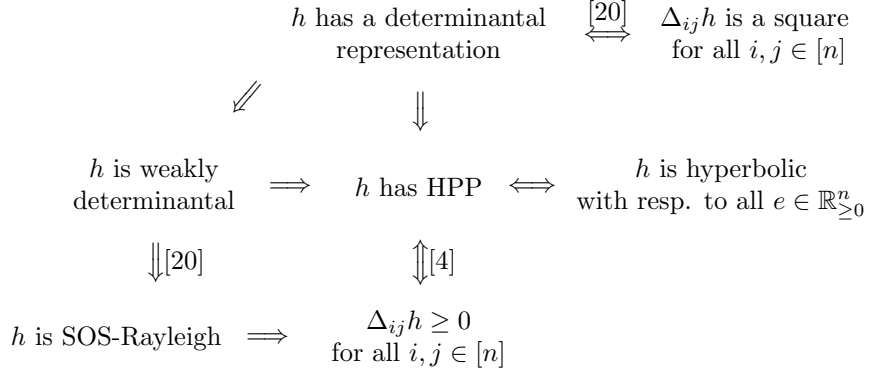 h has a determinantal representation ⟺ [20] Δ_{ij}h is a square for all i, j ∈ [n]
⇙ ⇓
h is weakly determinantal ⟹ h has HPP ⟺ h is hyperbolic with resp. to all e ∈ ℝ^n_{≥0}
⇓ [20] ⇕ [4]
h is SOS-Rayleigh ⟹ Δ_{ij}h ≥ 0 for all i, j ∈ [n]